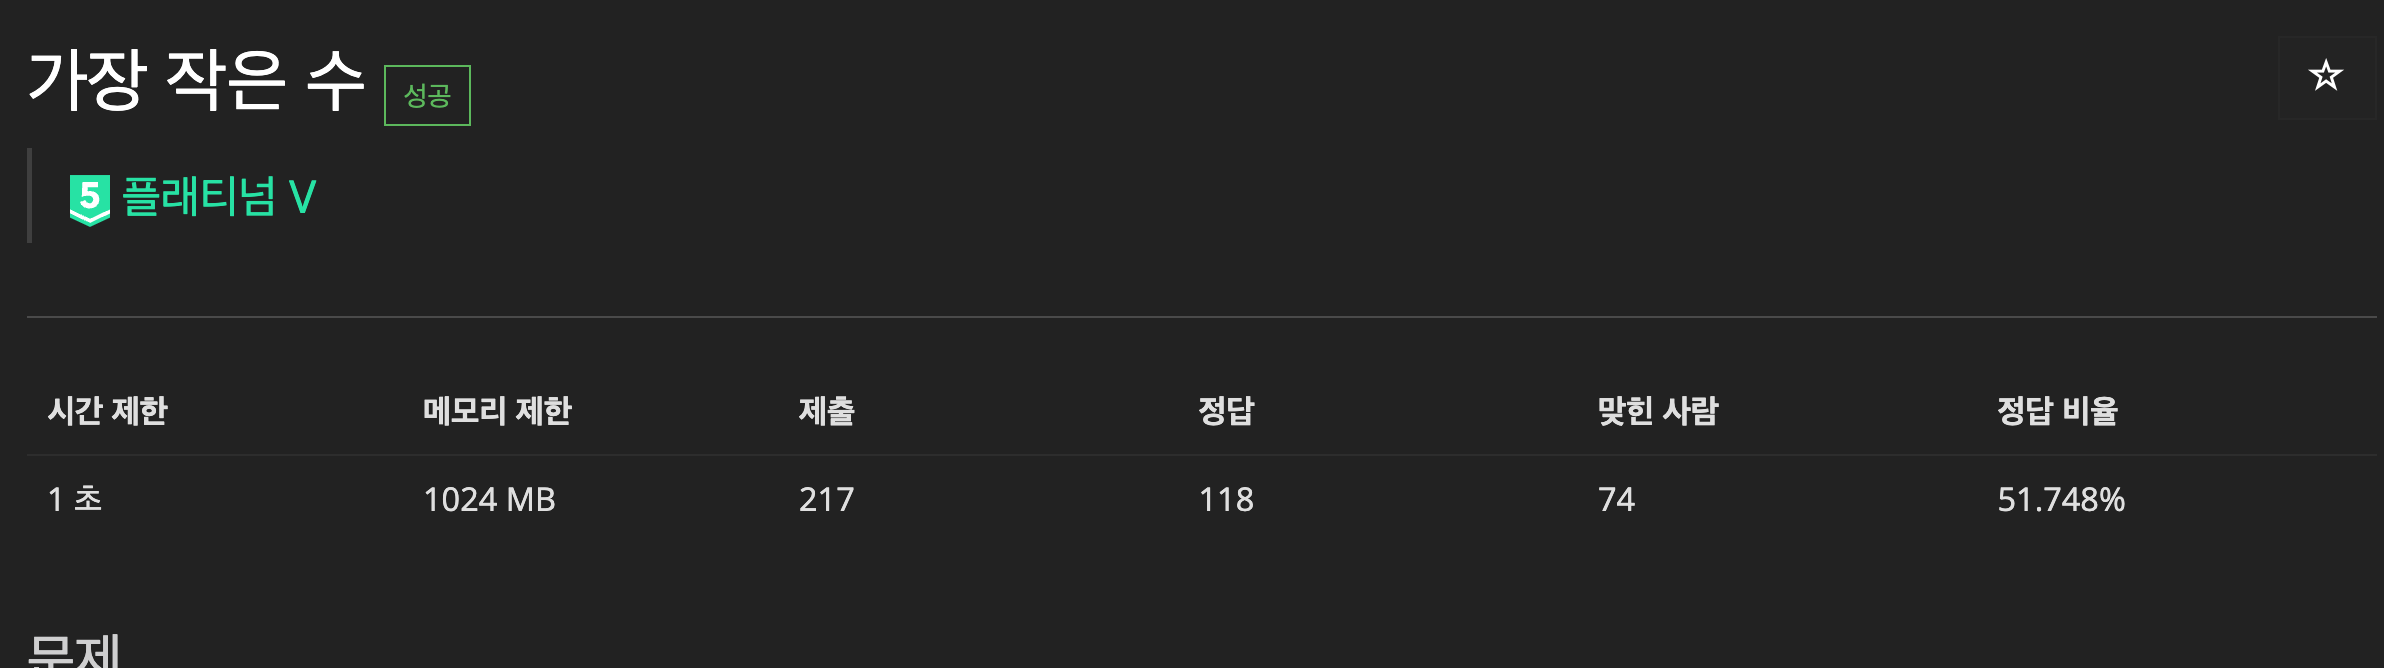 가장 작은 수 성공
5 플래티넘 V
시간 제한 메모리 제한 제출 정답 맞힌 사람 정답 비율
1 초 1024 MB 217 118 74 51.748%
문제